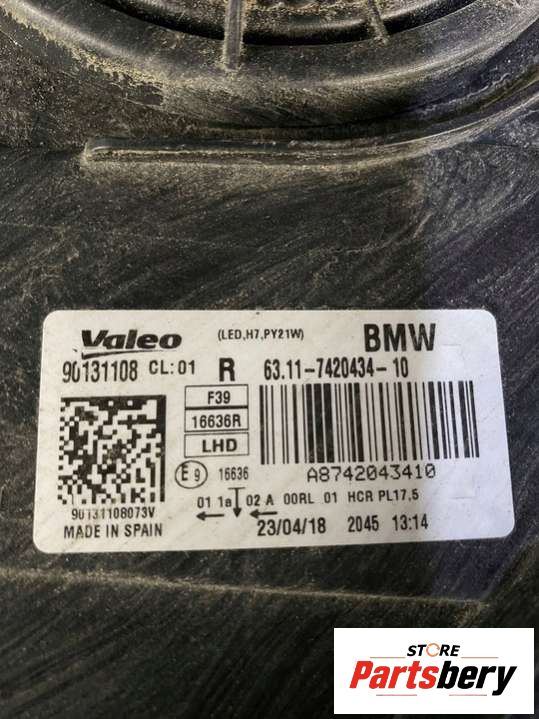 Valeo (LED,H7,PY21W) BMW
90131108 CL:01 R 63.11-7420434-10
F39
16636R
LHD
E9 16636
A8742043410
01 1a 02 A 00RL 01 HCR PL17,5
90131108073V
MADE IN SPAIN
23/04/18 2045 13:14
STORE
Partsbery